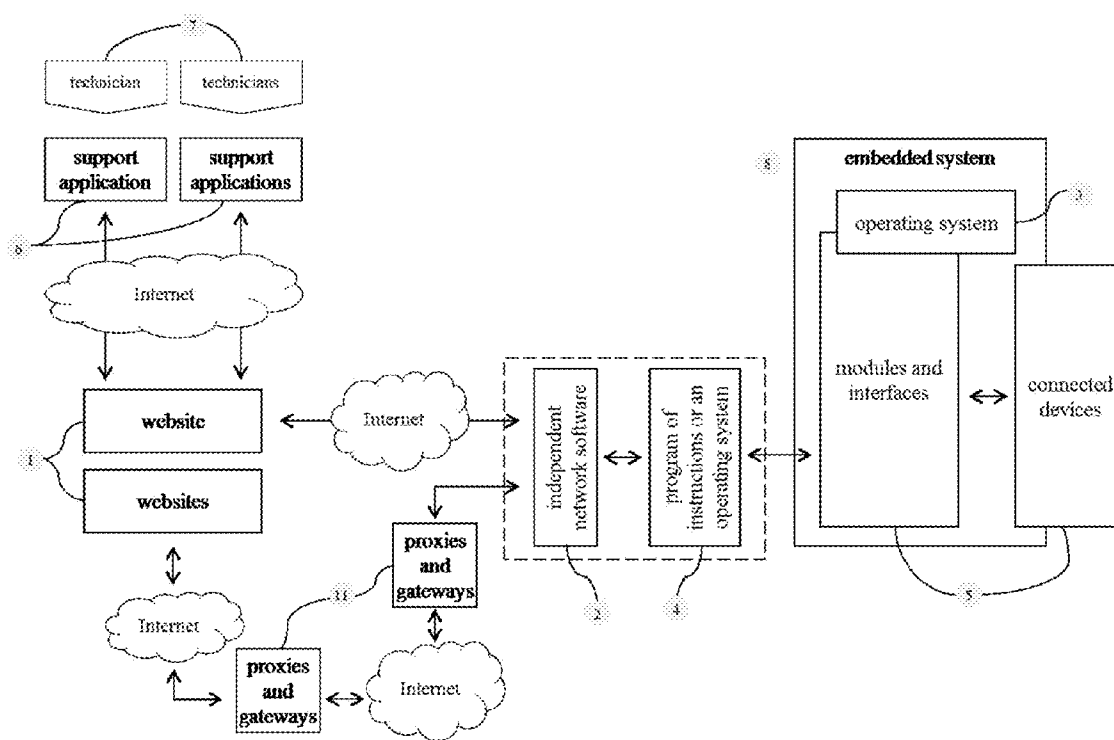 7
technician
technicians
support
application
support
applications
6
Internet
website
1
websites
Internet
Internet
proxies
and
gateways
11
proxies
and
gateways
Internet
independent
network software
program of
instructions or an
operating system
2
4
8
embedded system
operating system
3
modules and
interfaces
connected
devices
5